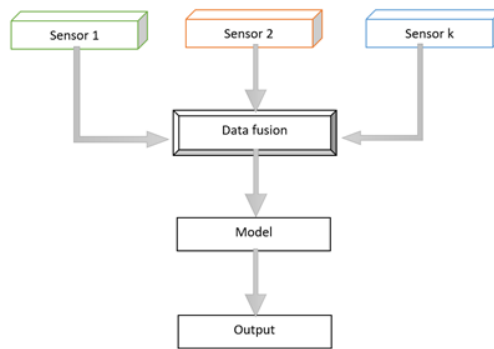 Sensor 1
Sensor 2
Sensor k
Data fusion
Model
Output